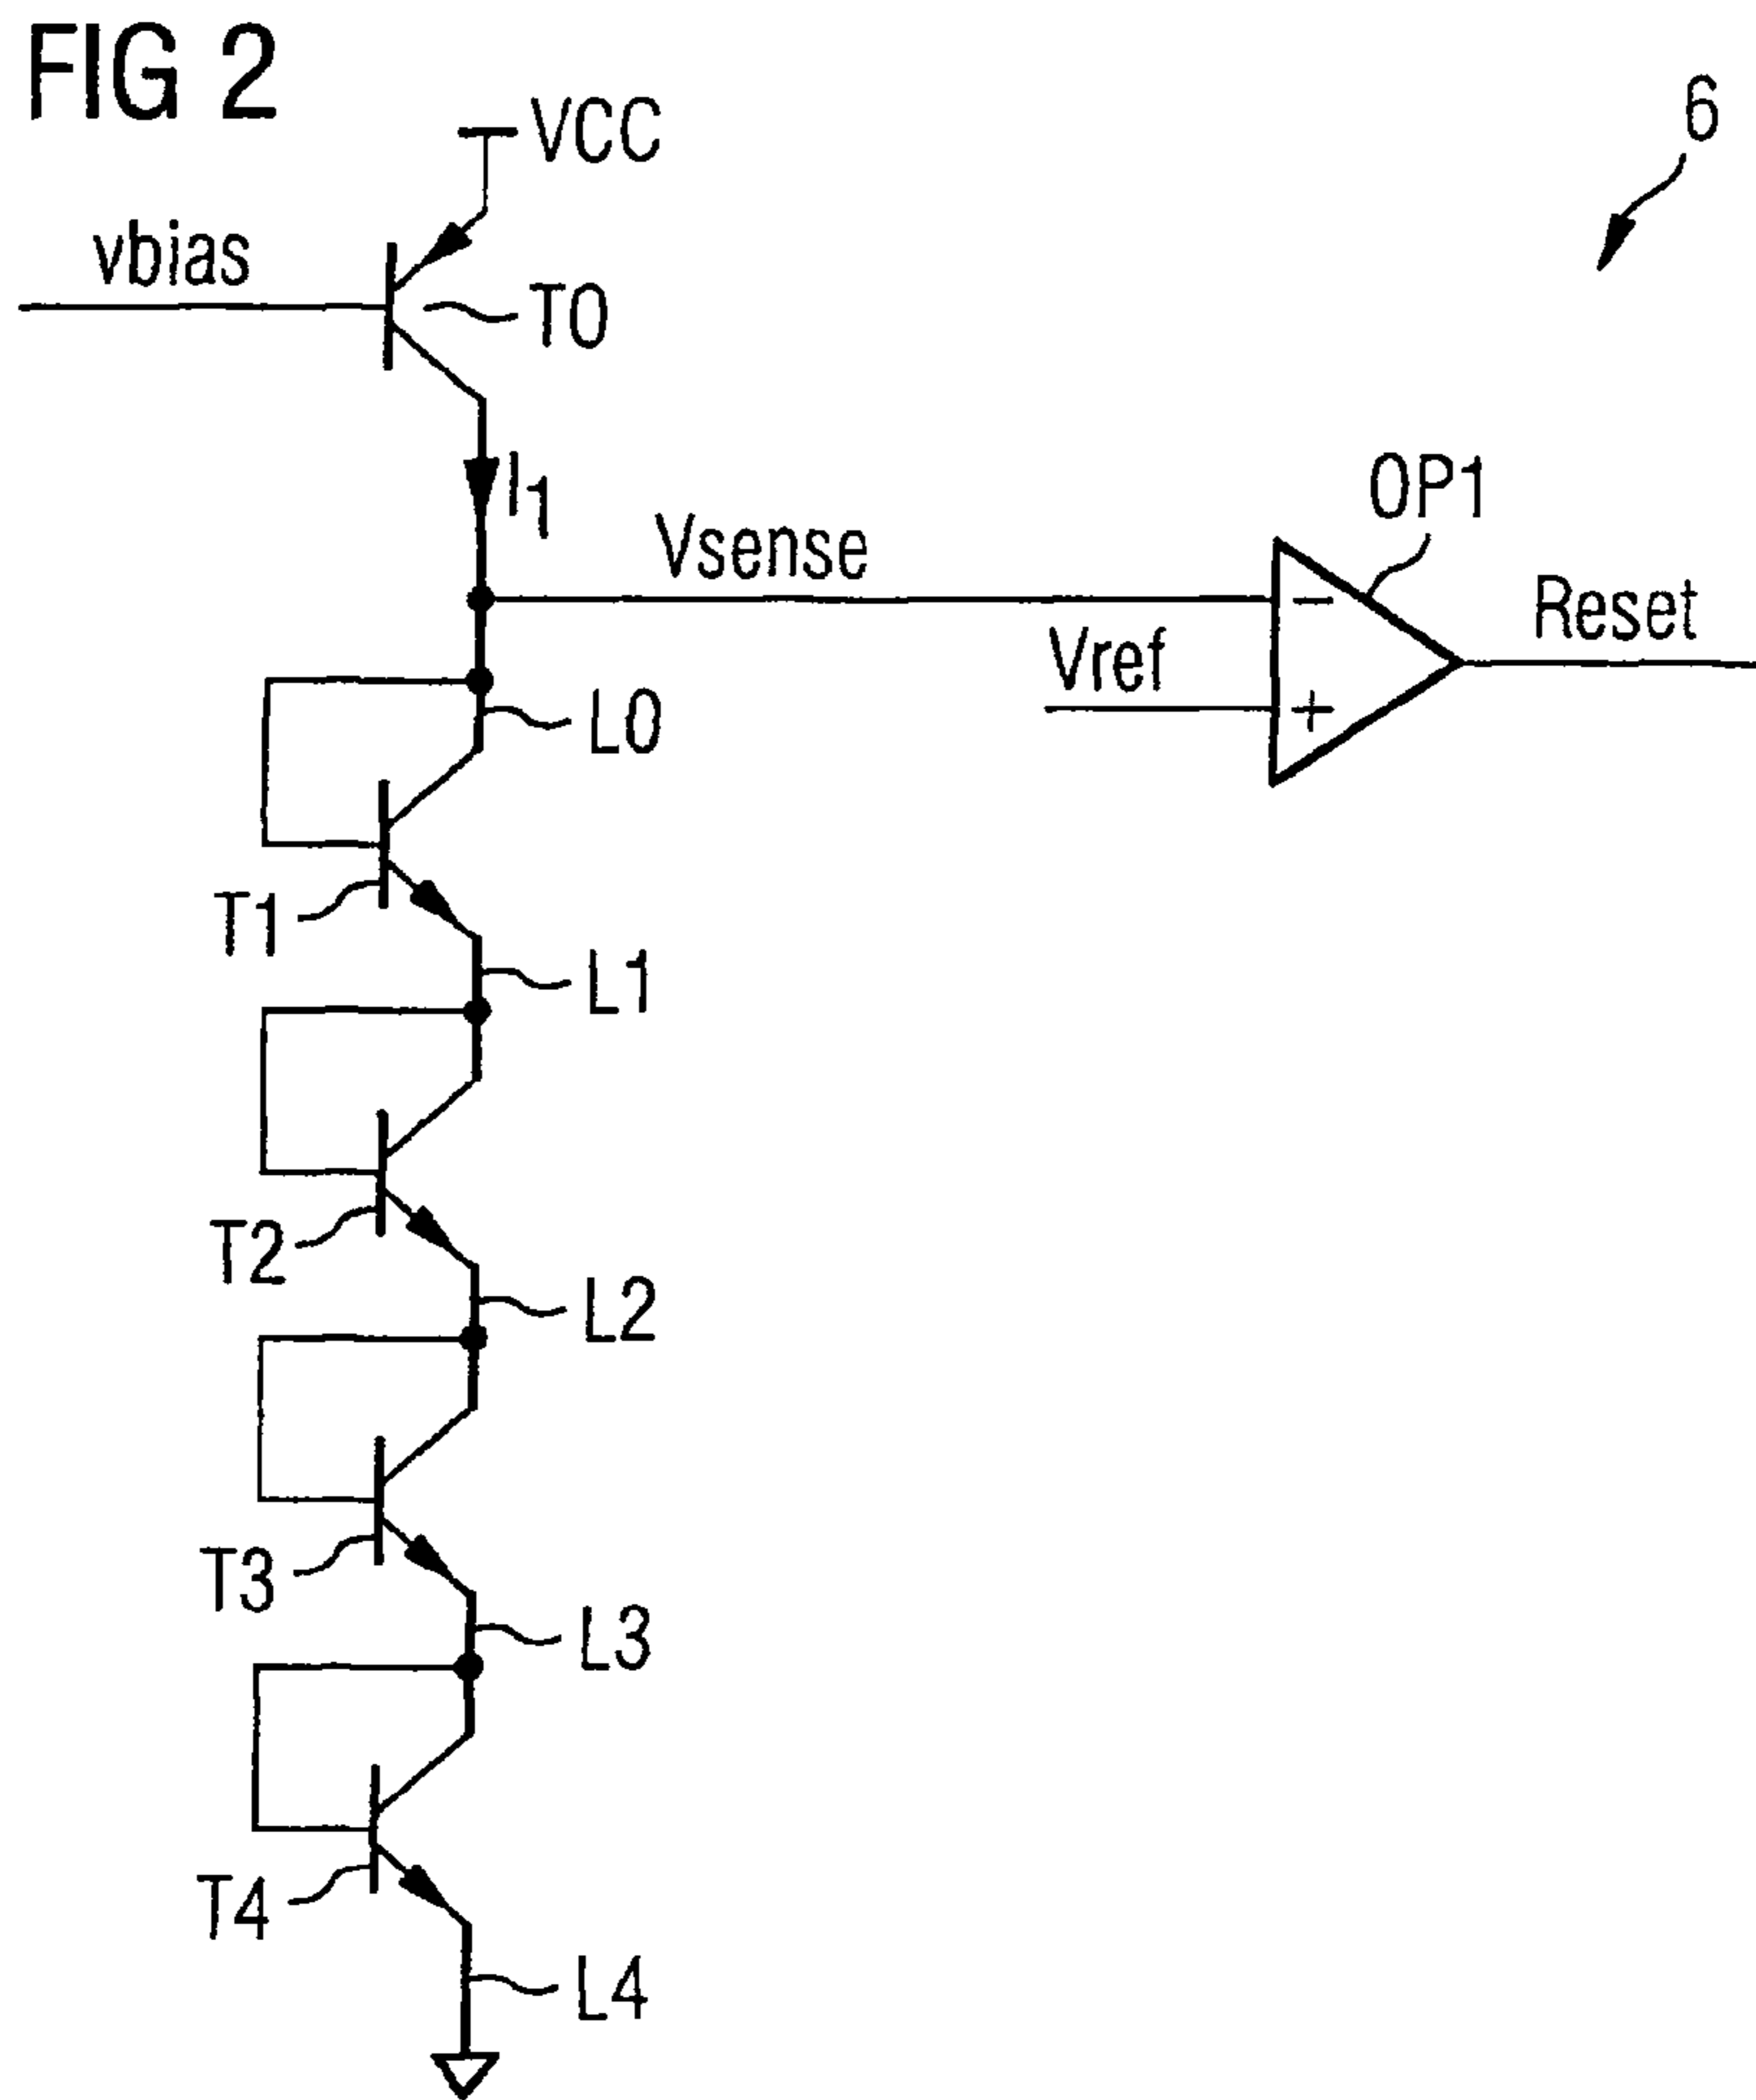 FIG 2
VCC
6
vbias
T0
I1
OP1
Vsense
Reset
-
Vref
L0
+
T1
L1
T2
L2
T3
L3
T4
L4